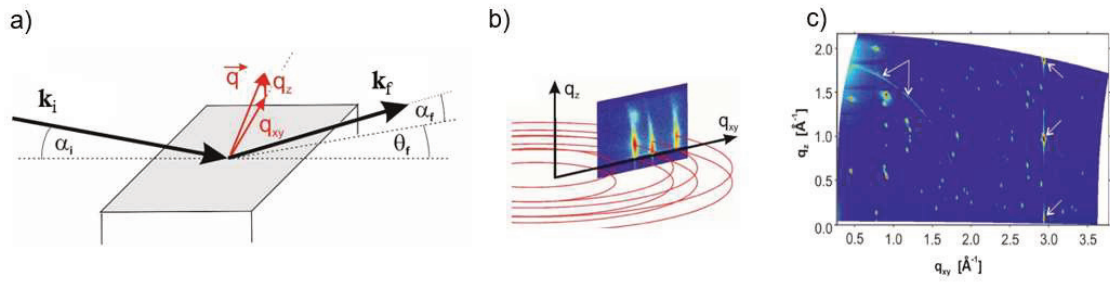 a)
q⃗
q_z
k_f
k_i
q_xy
α_f
α_i
θ_f
b)
q_z
q_xy
c)
2.0
1.5
1.0
0.5
0.0
q_z [Å⁻¹]
0.5 1.0 1.5 2.0 2.5 3.0 3.5
q_xy [Å⁻¹]